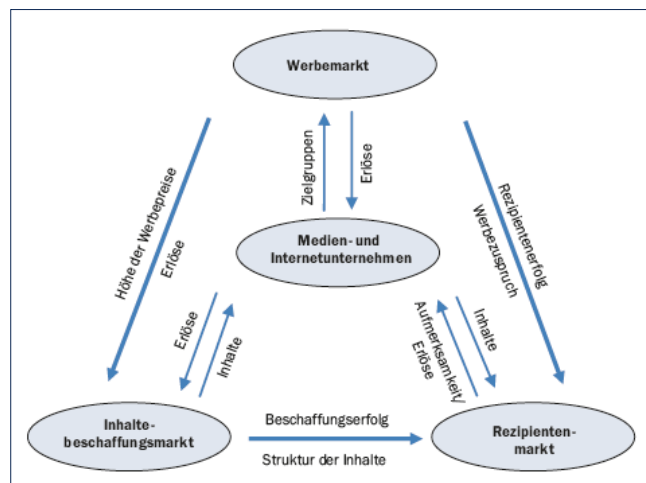 Werbemarkt
Zielgruppen
Erlöse
Höhe der Werbepreise
Erlöse
Rezipientenerfolg
Werbezuspruch
Medien- und
Internetunternehmen
Erlöse
Inhalte
Aufmerksamkeit/
Erlöse
Inhalte
Inhalte-
beschaffungsmarkt
Beschaffungserfolg
Struktur der Inhalte
Rezipienten-
markt